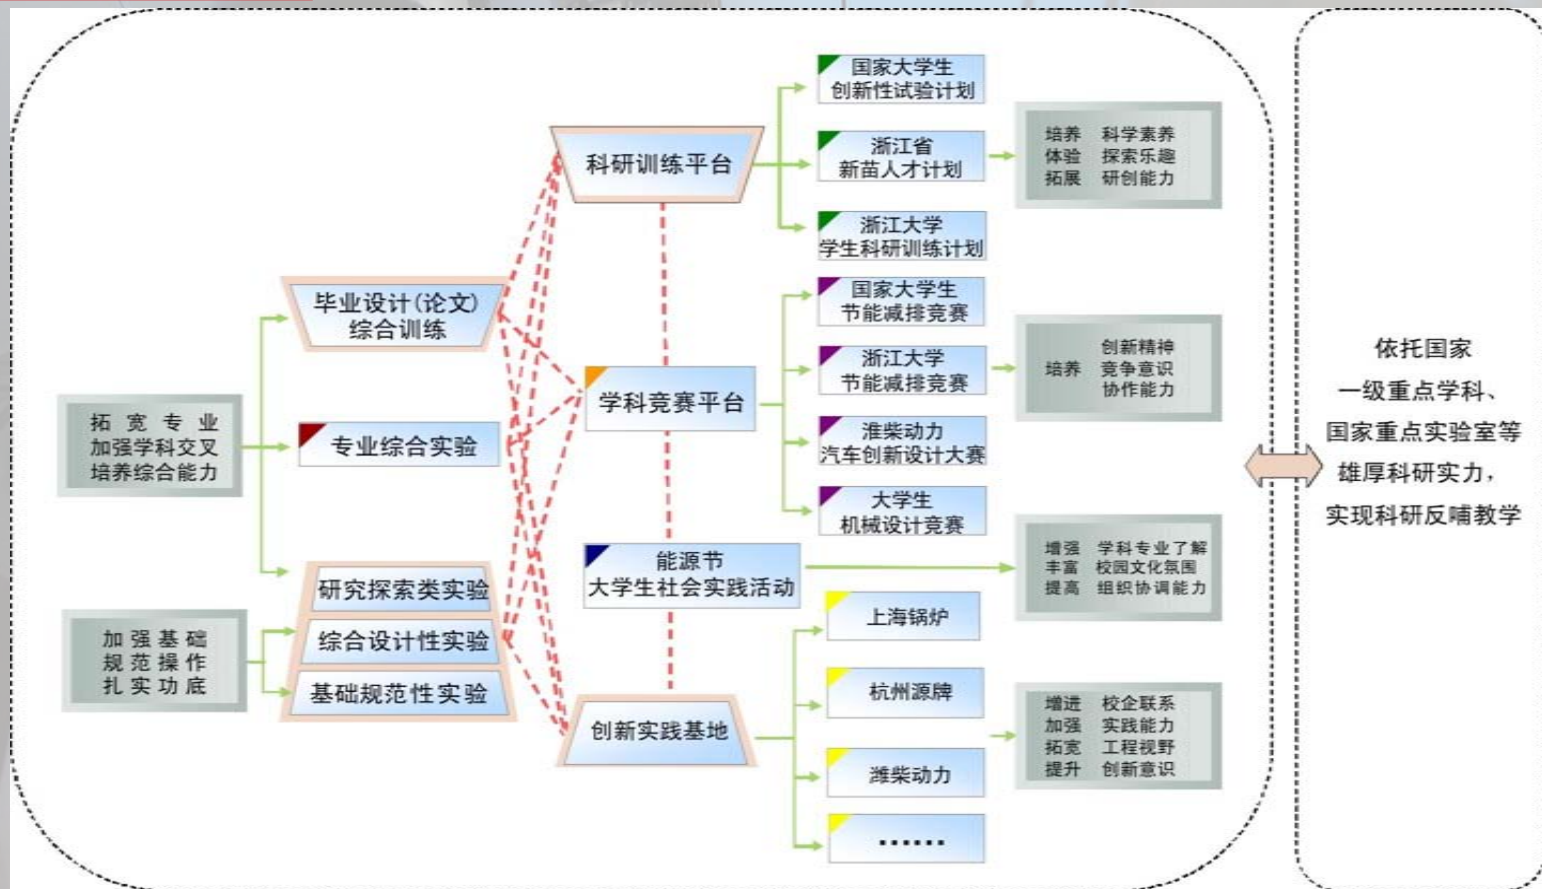 拓宽专业
加强学科交叉
培养综合能力
加强基础
规范操作
扎实功底
毕业设计(论文)
综合训练
专业综合实验
研究探索类实验
综合设计性实验
基础规范性实验
科研训练平台
学科竞赛平台
能源节
大学生社会实践活动
创新实践基地
国家大学生
创新性试验计划
浙江省
新苗人才计划
浙江大学
学生科研训练计划
国家大学生
节能减排竞赛
浙江大学
节能减排竞赛
淮柴动力
汽车创新设计大赛
大学生
机械设计竞赛
上海锅炉
杭州源牌
潍柴动力
······
培养 科学素养
体验 探索乐趣
拓展 研创能力
创新精神
培养 竞争意识
协作能力
增强 学科专业了解
丰富 校园文化氛围
提高 组织协调能力
增进 校企联系
加强 实践能力
拓宽 工程视野
提升 创新意识
依托国家
一级重点学科、
国家重点实验室等
雄厚科研实力，
实现科研反哺教学